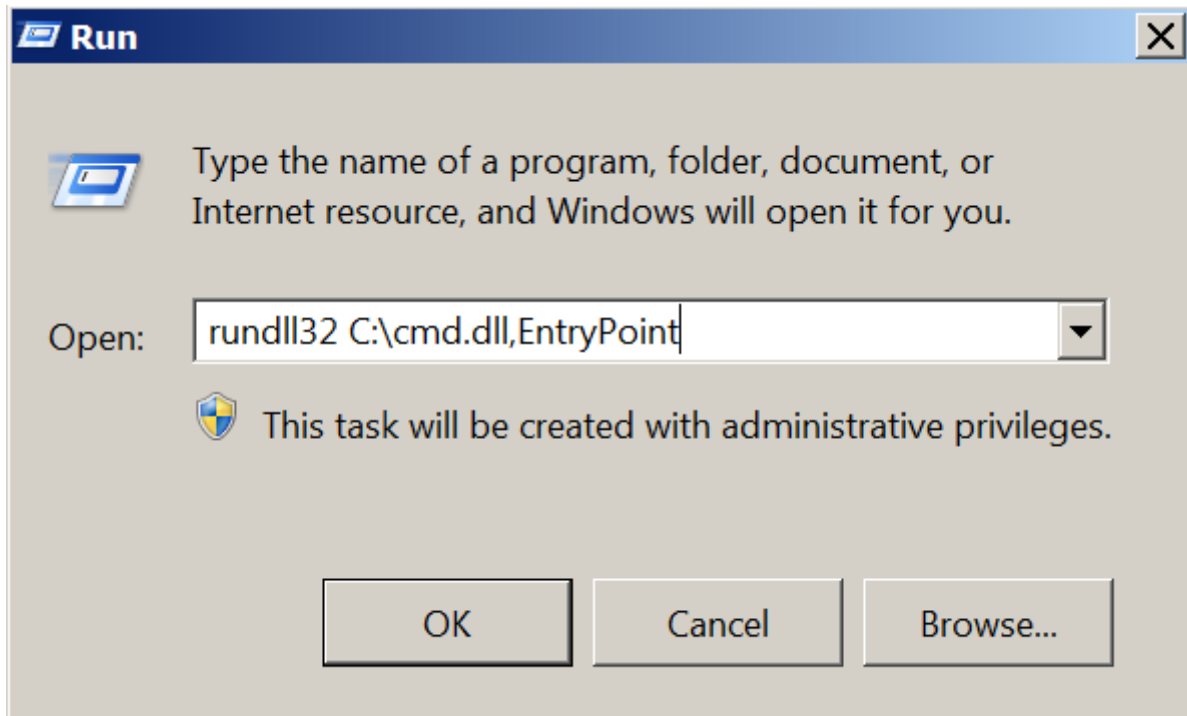 Run
Type the name of a program, folder, document, or
Internet resource, and Windows will open it for you.
Open: rundll32 C:\cmd.dll,EntryPoint
This task will be created with administrative privileges.
OK Cancel Browse...